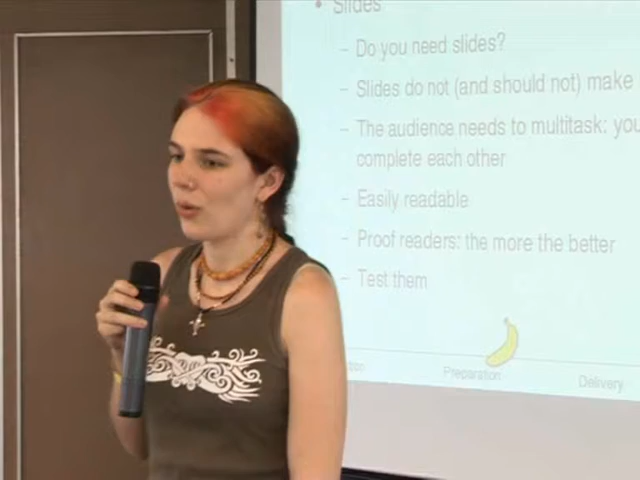 Slides
– Do you need slides?
– Slides do not (and should not) make
– The audience needs to multitask: you
complete each other
– Easily readable
– Proof readers: the more the better
– Test them
Preparation
Delivery